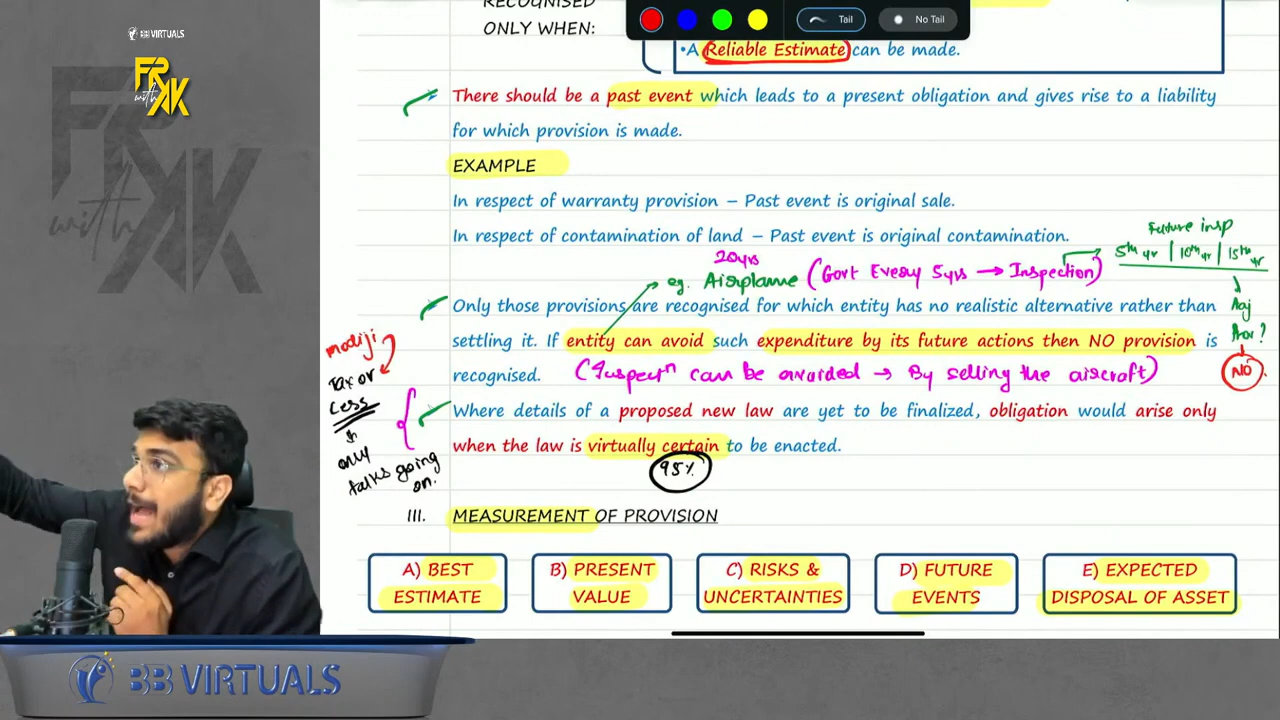 BB VIRTUALS
FR
with
AK
FR
with
AK
RECOGNISED
ONLY WHEN:
Tail
No Tail
•A Reliable Estimate can be made.
There should be a past event which leads to a present obligation and gives rise to a liability
for which provision is made.
EXAMPLE
In respect of warranty provision – Past event is original sale.
In respect of contamination of land – Past event is original contamination.
Future insp
5th yr | 10th yr | 15th yr
20yrs
eg. Airplame (Govt Every 5yrs → Inspection)
Only those provisions are recognised for which entity has no realistic alternative rather than
settling it. If entity can avoid such expenditure by its future actions then NO provision is
recognised. can be avoided → By selling the aircraft)
Aaj
?
NO
modiji
Tax or
Cess
only
talks going
on.
Where details of a proposed new law are yet to be finalized, obligation would arise only
when the law is virtually certain to be enacted.
95%
III. MEASUREMENT OF PROVISION
A) BEST
ESTIMATE
B) PRESENT
VALUE
C) RISKS &
UNCERTAINTIES
D) FUTURE
EVENTS
E) EXPECTED
DISPOSAL OF ASSET
BB VIRTUALS